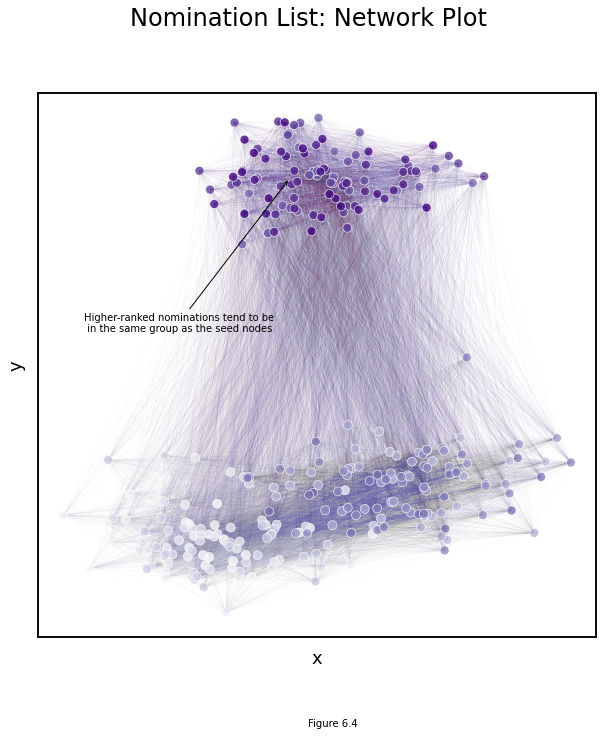 Nomination List: Network Plot
Higher-ranked nominations tend to be
in the same group as the seed nodes
y
x
Figure 6.4